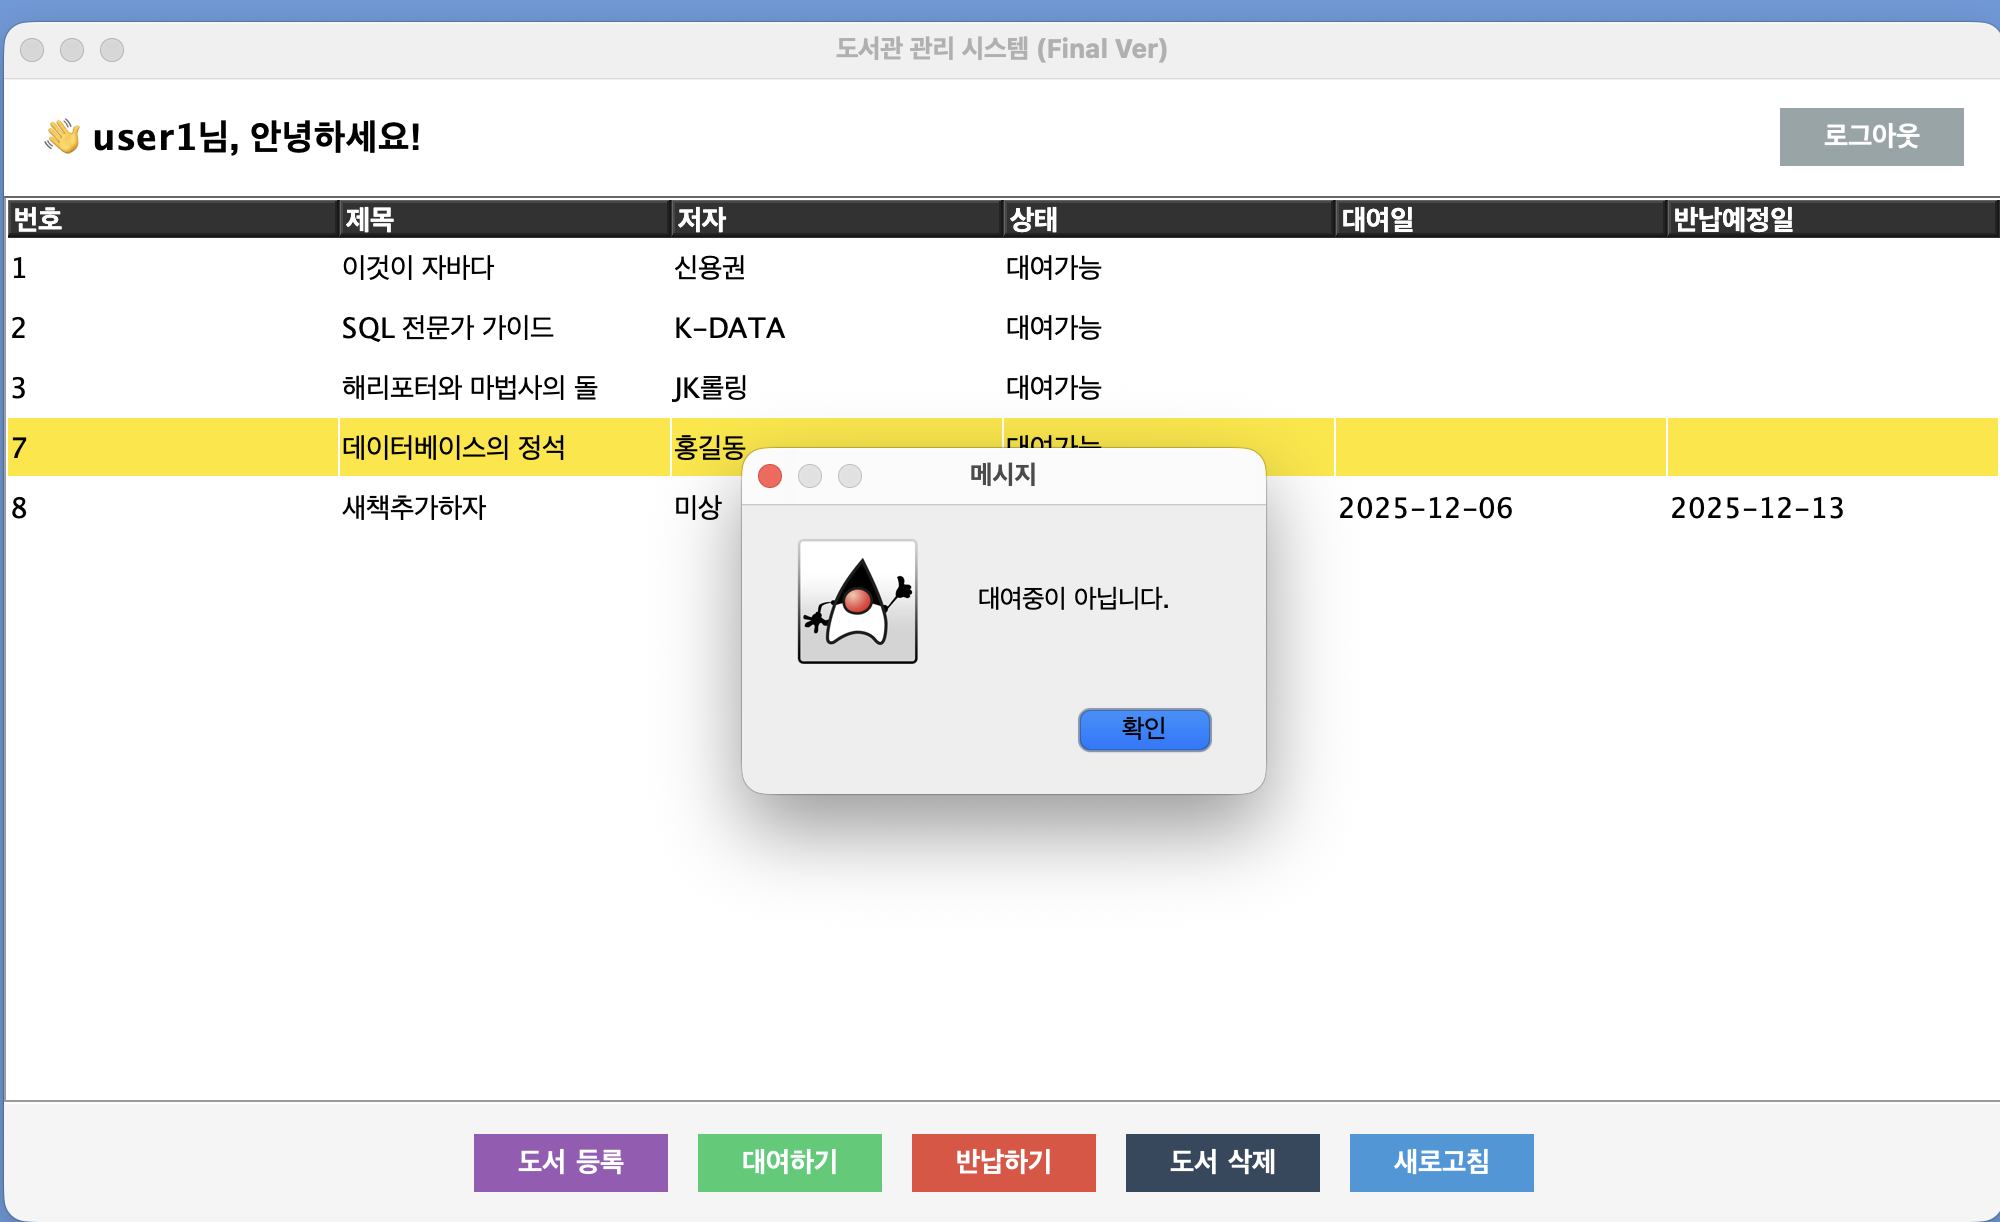 도서관 관리 시스템 (Final Ver)
👋 user1님, 안녕하세요!
로그아웃
번호 제목 저자 상태 대여일 반납예정일
1 이것이 자바다 신용권 대여가능
2 SQL 전문가 가이드 K-DATA 대여가능
3 해리포터와 마법사의 돌 JK롤링 대여가능
7 데이터베이스의 정석 홍길동 대여가능
8 새책추가하자 미상 2025-12-06 2025-12-13
메시지
대여중이 아닙니다.
확인
도서 등록 대여하기 반납하기 도서 삭제 새로고침